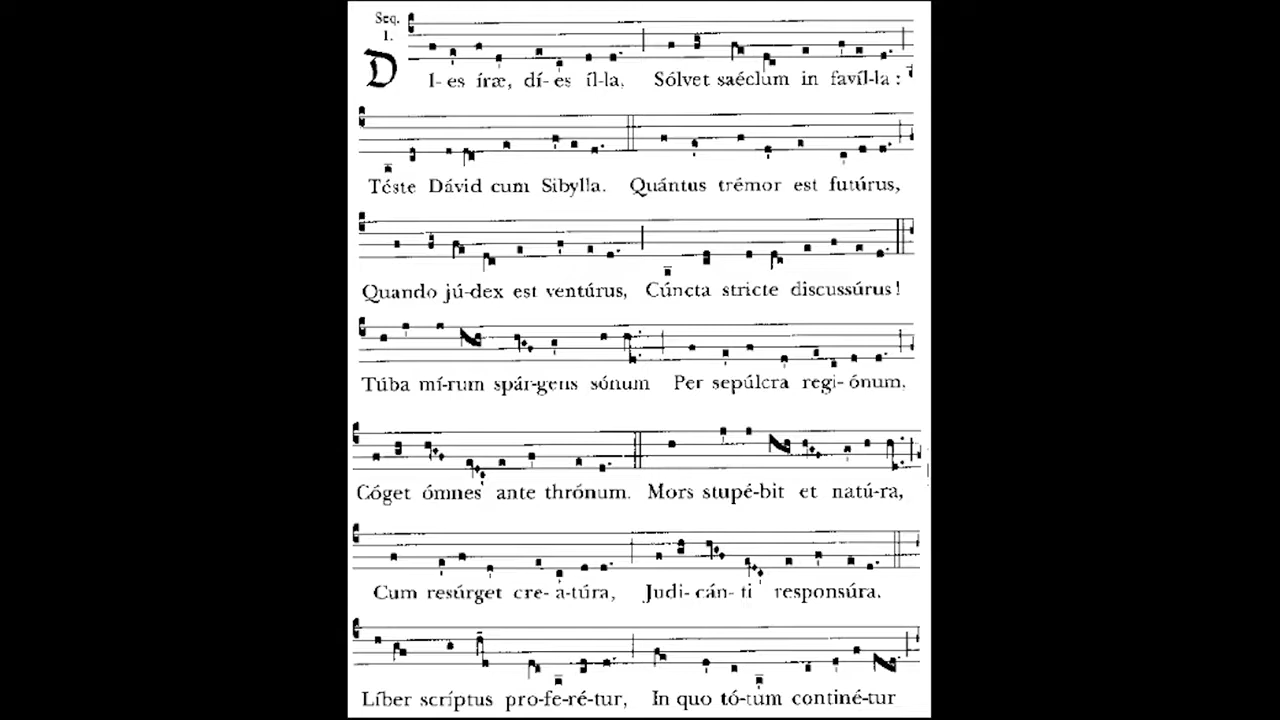 Seq.
1.
DI-es íræ, dí-es íl-la, Sólvet saéclum in favíl-la :
Téste Dávid cum Sibylla. Quántus trémor est futúrus,
Quando jú-dex est ventúrus, Cúncta stricte discussúrus!
Túba mí-rum spár-gens sónum Per sepúlcra regi-ónum,
Cóget ómnes ante thrónum. Mors stupé-bit et natú-ra,
Cum resúrget cre-a-túra, Judi-cán-ti responsúra.
Líber scríptus pro-fe-ré-tur, In quo tó-tum continé-tur